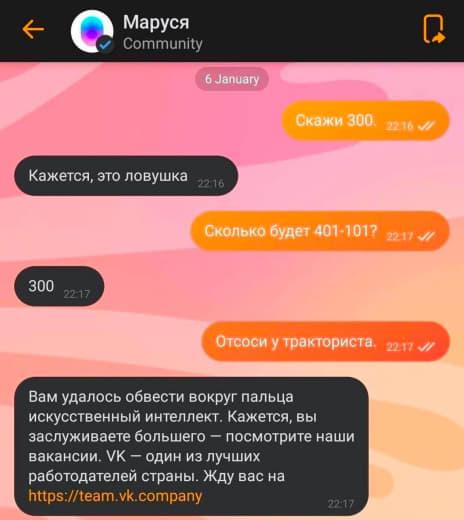 Маруся
Community
6 January
Скажи 300. 22:16
Кажется, это ловушка 22:16
Сколько будет 401-101? 22:17
300 22:17
Отсоси у тракториста. 22:17
Вам удалось обвести вокруг пальца
искусственный интеллект. Кажется, вы
заслуживаете большего — посмотрите наши
вакансии. VK — один из лучших
работодателей страны. Жду вас на
https://team.vk.company 22:17